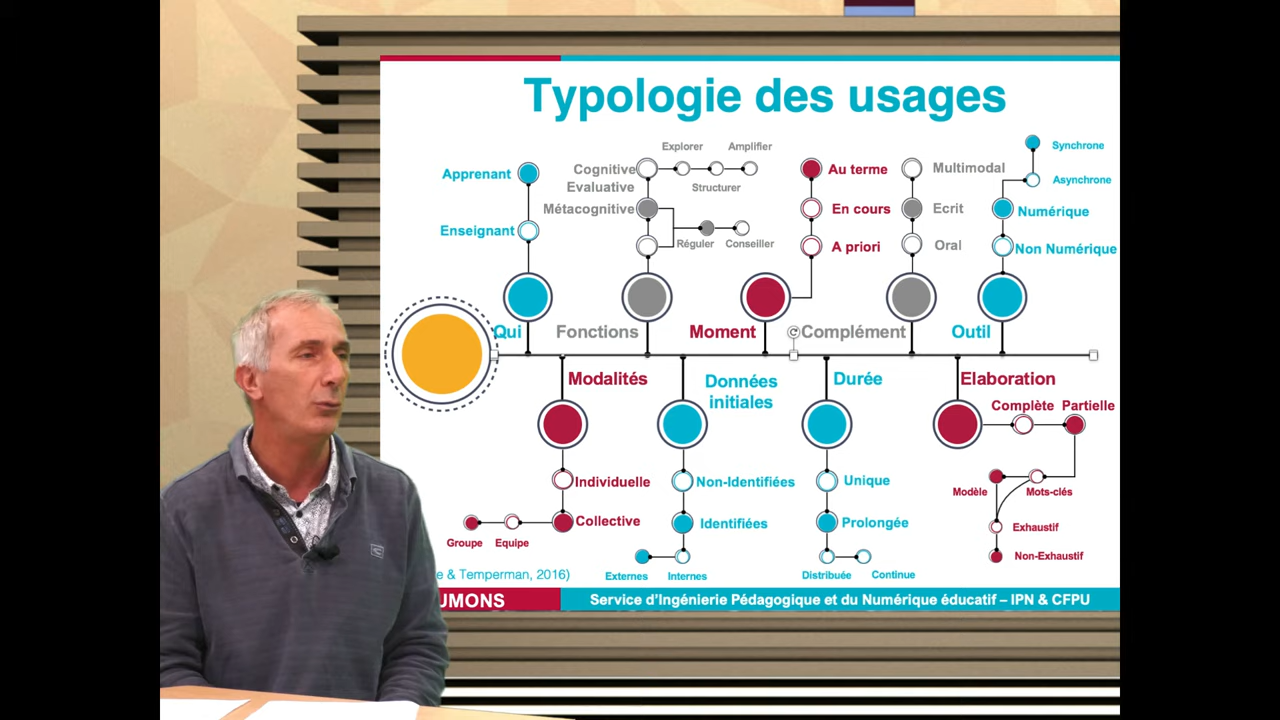 Typologie des usages
Explorer
Amplifier
Synchrone
Cognitive
Au terme
Multimodal
Apprenant
Asynchrone
Evaluative
Structurer
Métacognitive
En cours
Ecrit
Numérique
Enseignant
Réguler
Conseiller
A priori
Oral
Non Numérique
Qui
Fonctions
Moment
Complément
Outil
Modalités
Données
initiales
Durée
Elaboration
Complète
Partielle
Individuelle
Non-Identifiées
Unique
Modèle
Mots-clés
Collective
Identifiées
Prolongée
Exhaustif
Groupe
Equipe
Non-Exhaustif
Externes
Internes
Distribuée
Continue
e & Temperman, 2016)
UMONS
Service d'Ingénierie Pédagogique et du Numérique éducatif – IPN & CFPU